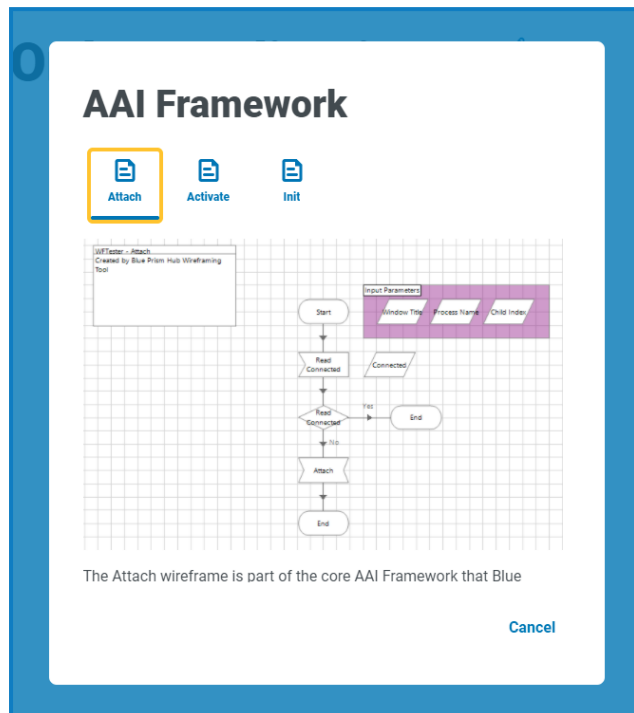 AAI Framework
Attach
Activate
Init
WFTester - Attach
Created by Blue Prism Hub Wireframing
Tool
Input Parameters
Window Title
Process Name
Child Index
Start
Read
Connected
Connected
Read
Connected
Yes
End
No
Attach
End
The Attach wireframe is part of the core AAI Framework that Blue
Cancel